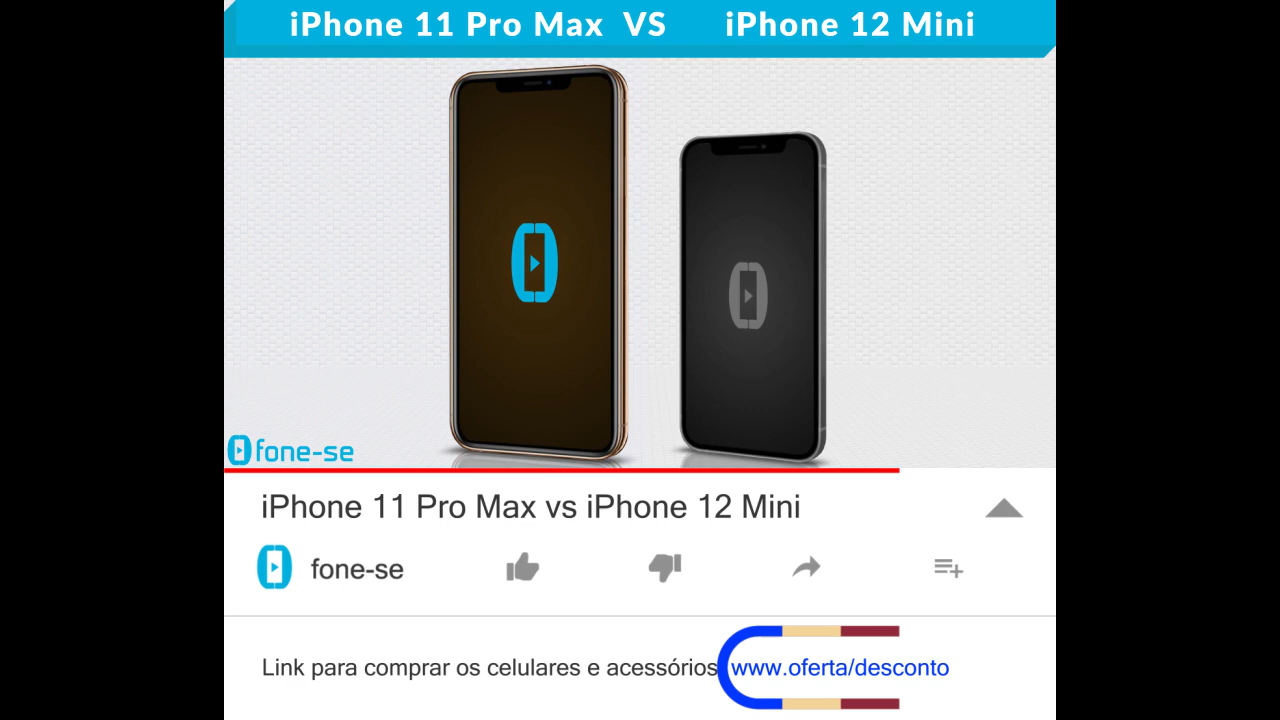 iPhone 11 Pro Max VS iPhone 12 Mini
fone-se
iPhone 11 Pro Max vs iPhone 12 Mini
fone-se
Link para comprar os celulares e acessórios www.oferta/desconto